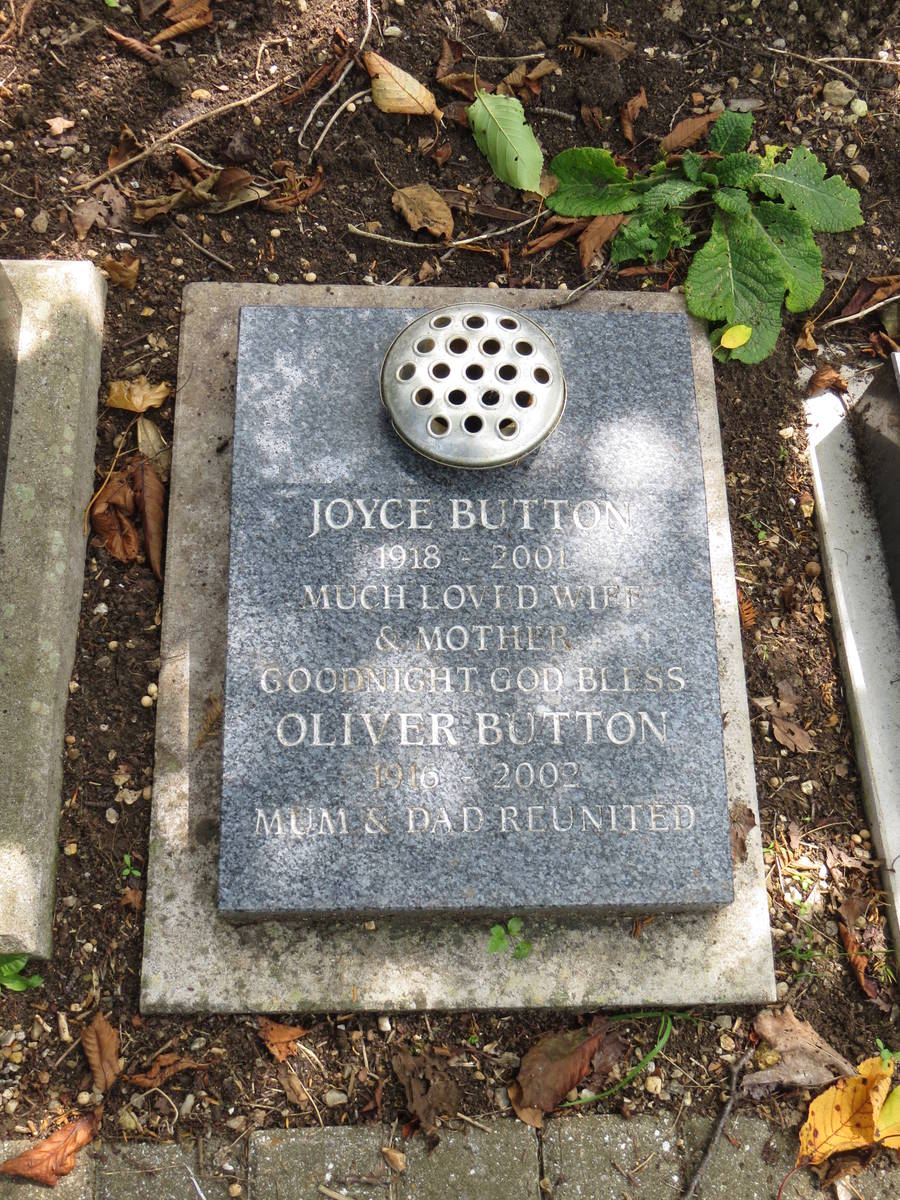 JOYCE BUTTON
1918 - 2001
MUCH LOVED WIFE
& MOTHER
GOODNIGHT, GOD BLESS
OLIVER BUTTON
1916 - 2002
MUM & DAD REUNITED